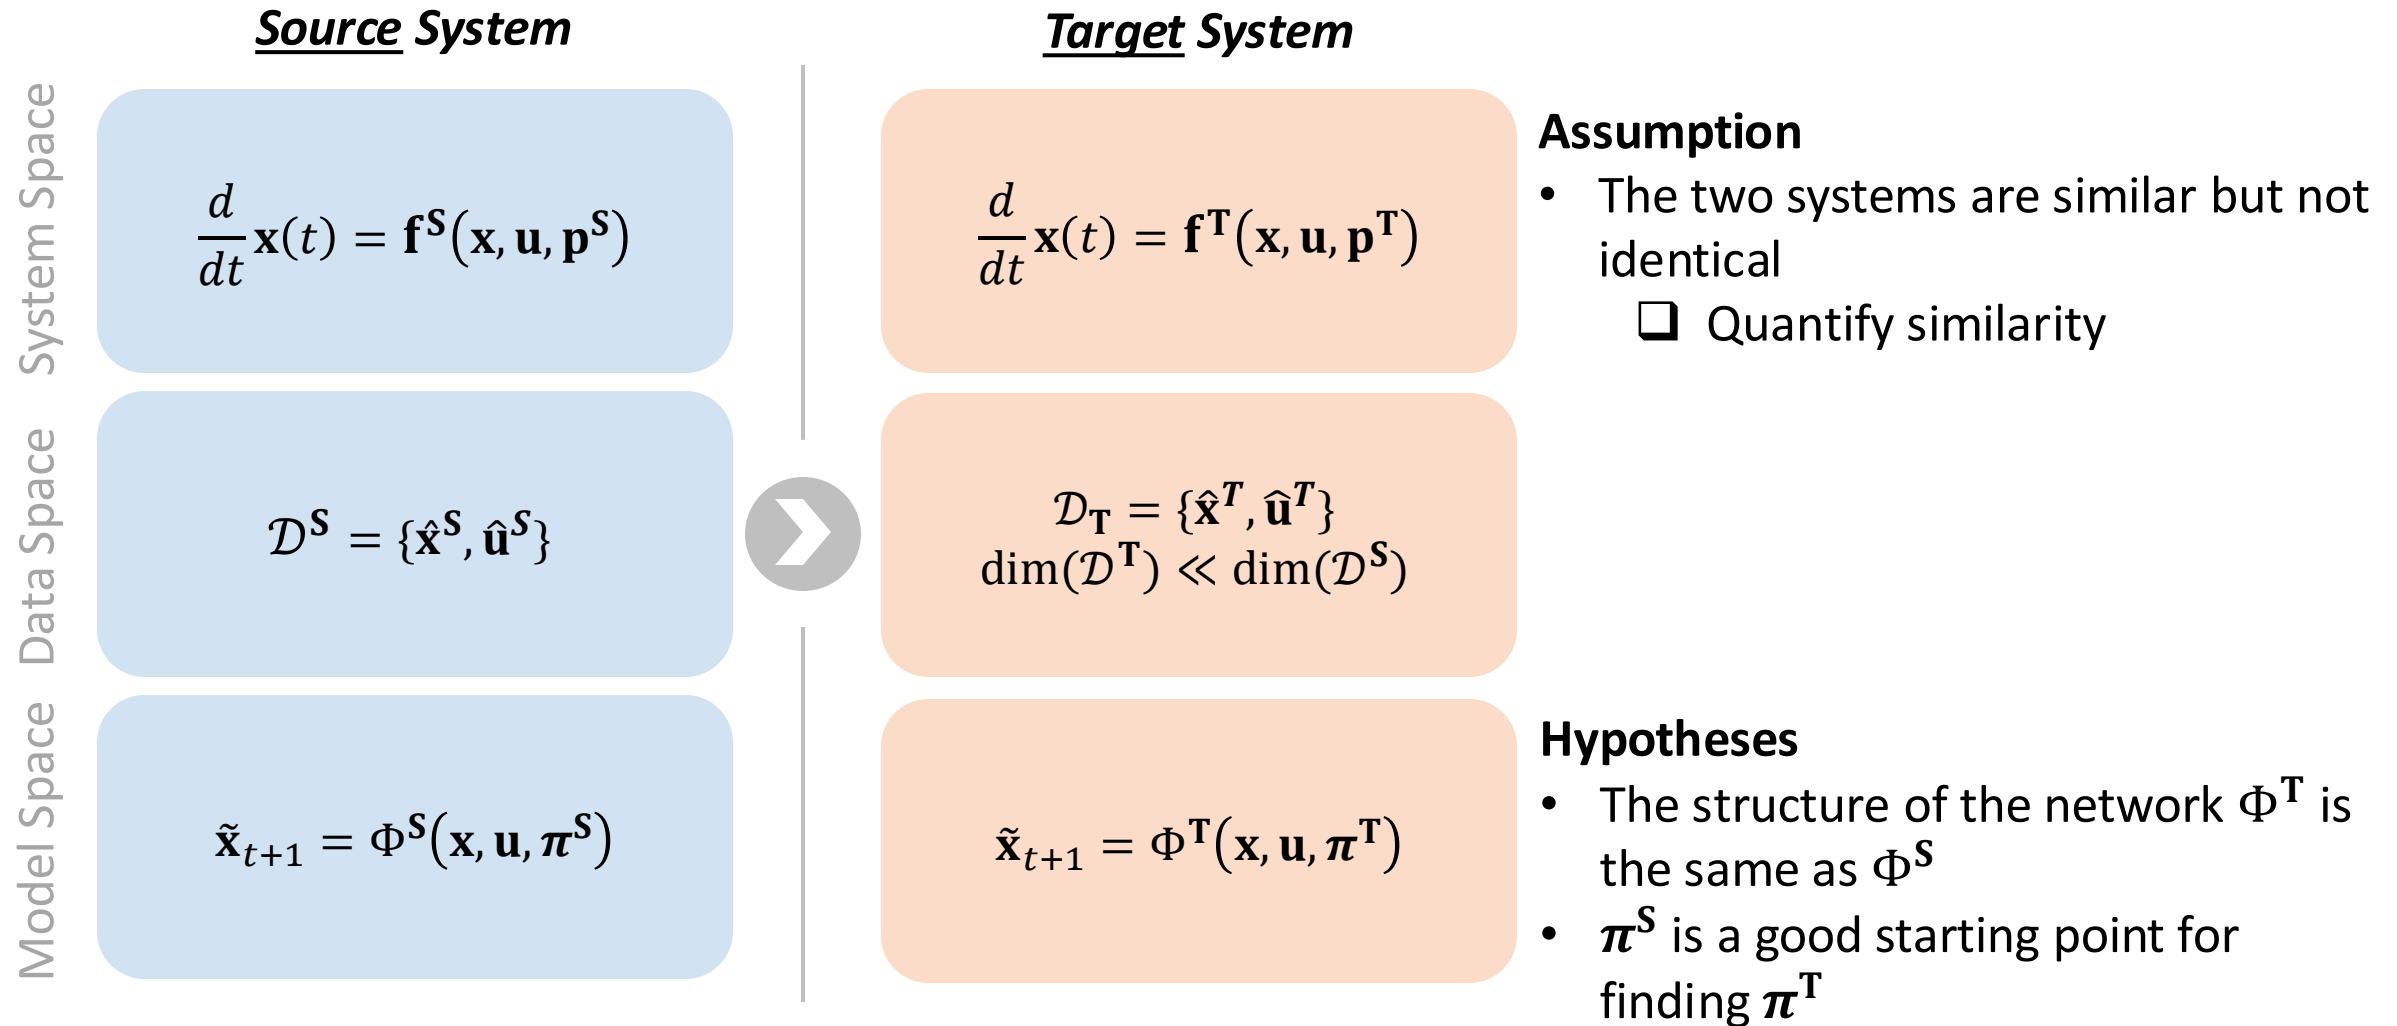 Source System
Target System
System Space
d/dt 𝐱(t) = 𝐟^𝐒(𝐱, 𝐮, 𝐩^𝐒)
d/dt 𝐱(t) = 𝐟^𝐓(𝐱, 𝐮, 𝐩^𝐓)
Assumption
• The two systems are similar but not
identical
❑ Quantify similarity
Data Space
𝒟^𝐒 = {𝐱̂^𝐒, 𝐮̂^𝑺}
𝒟_𝐓 = {𝐱̂^𝑻, 𝐮̂^𝑻}
dim(𝒟^𝐓) ≪ dim(𝒟^𝐒)
Model Space
𝐱̃_{t+1} = Φ^𝐒(𝐱, 𝐮, 𝝅^𝐒)
𝐱̃_{t+1} = Φ^𝐓(𝐱, 𝐮, 𝝅^𝐓)
Hypotheses
• The structure of the network Φ^𝐓 is
the same as Φ^𝐒
• 𝝅^𝐒 is a good starting point for
finding 𝝅^𝐓